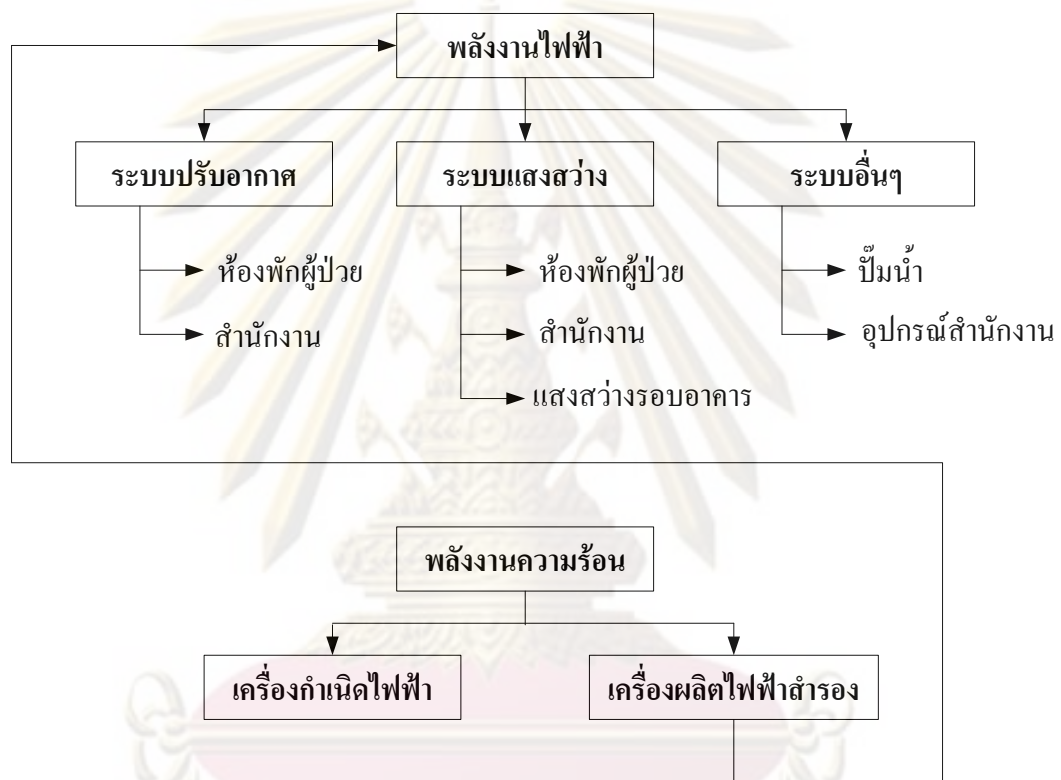 พลังงานไฟฟ้า
ระบบปรับอากาศ
ระบบแสงสว่าง
ระบบอื่นๆ
ห้องพักผู้ป่วย
ห้องพักผู้ป่วย
ปั๊มน้ำ
สำนักงาน
สำนักงาน
อุปกรณ์สำนักงาน
แสงสว่างรอบอาคาร
พลังงานความร้อน
เครื่องกำเนิดไฟฟ้า
เครื่องผลิตไฟฟ้าสำรอง